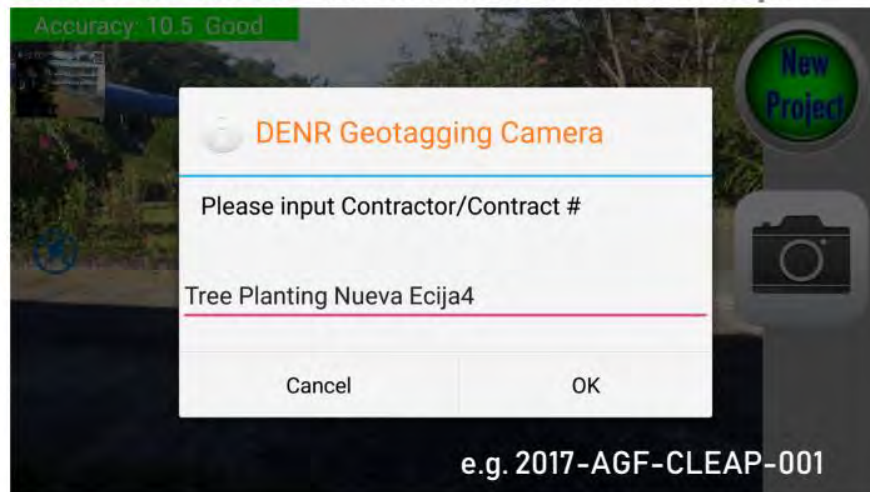 Accuracy: 10.5 Good
New
Project
DENR Geotagging Camera
Please input Contractor/Contract #
Tree Planting Nueva Ecija4
Cancel
OK
e.g. 2017-AGF-CLEAP-001